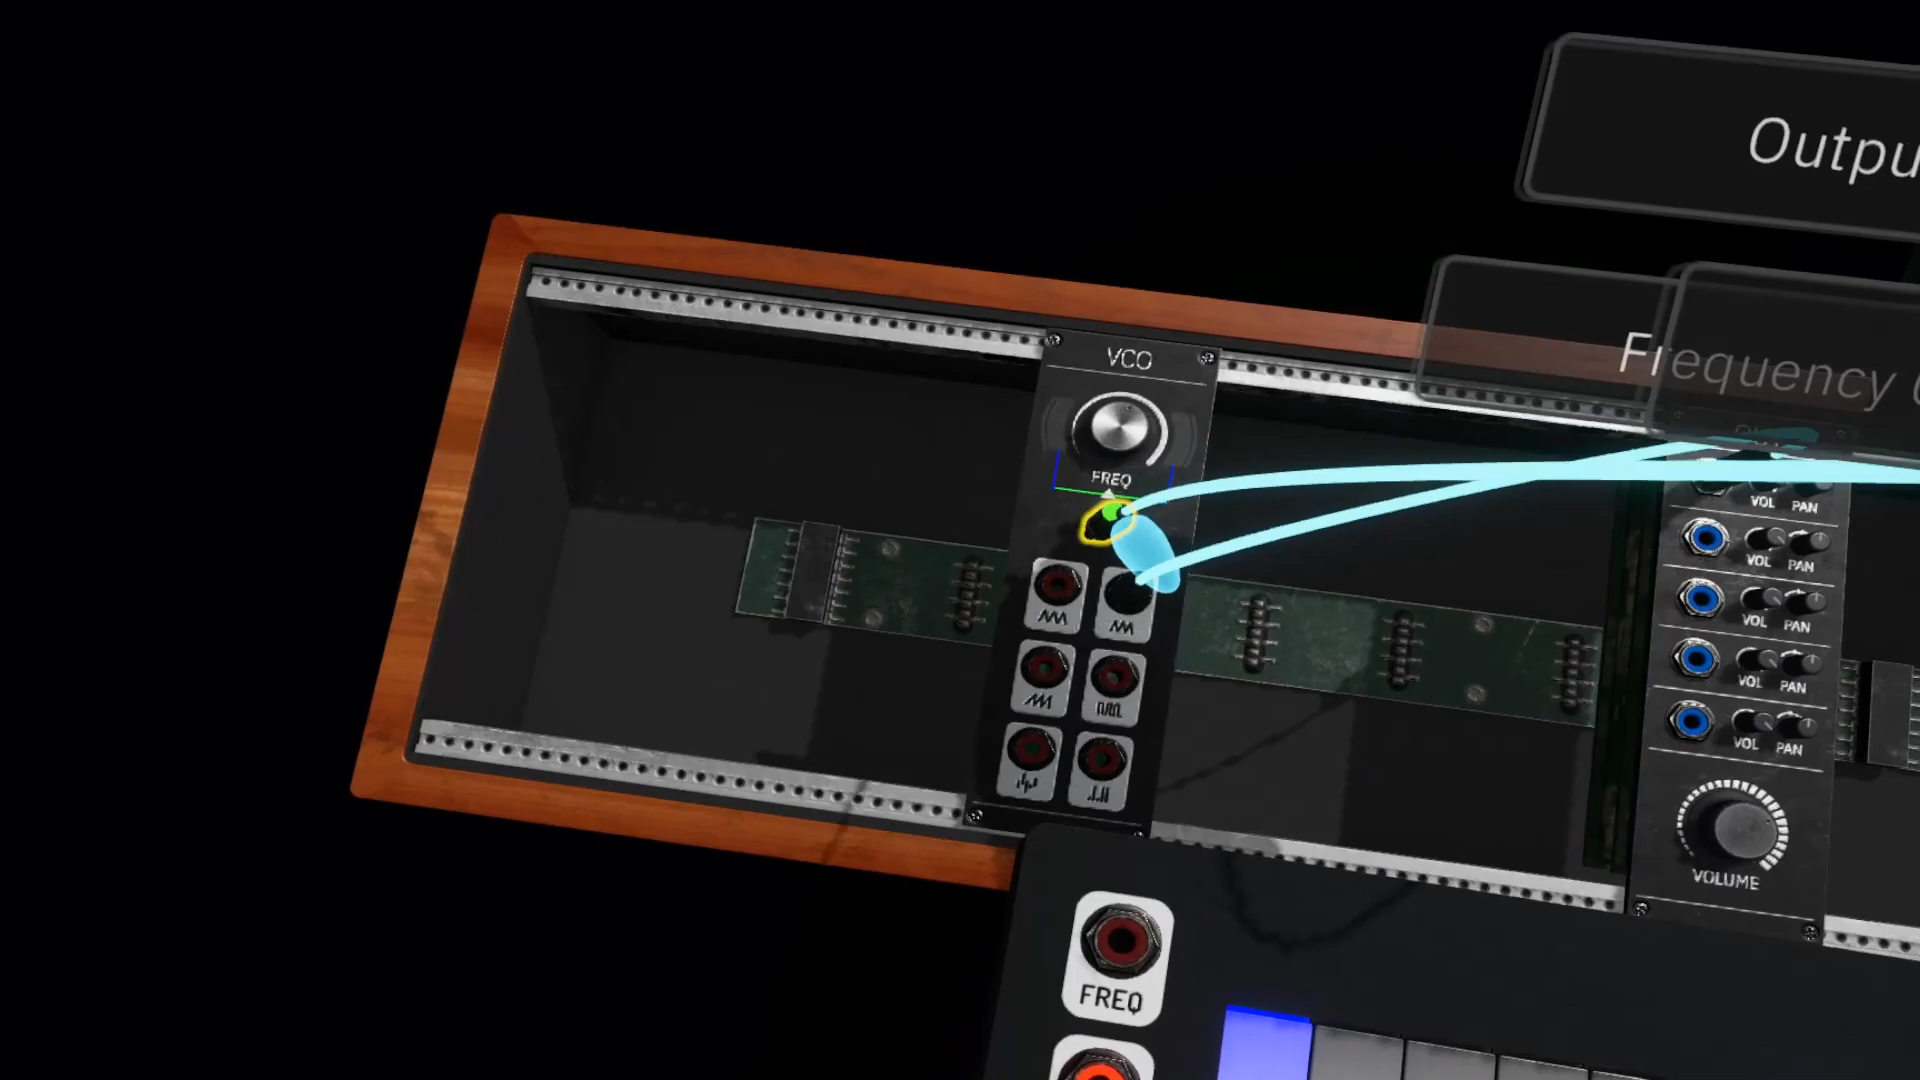 Outpu
Frequency
VCO
FREQ
VOL PAN
VOL PAN
VOL PAN
VOL PAN
VOL PAN
VOLUME
FREQ